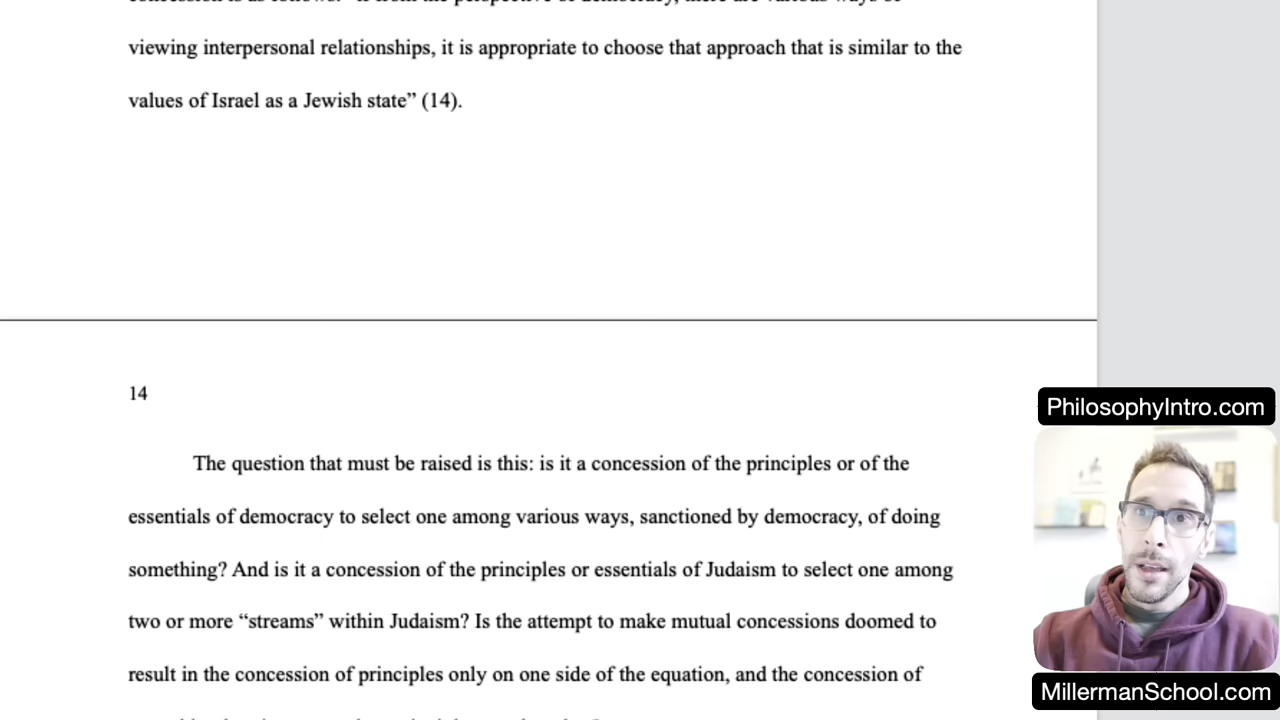 viewing interpersonal relationships, it is appropriate to choose that approach that is similar to the
values of Israel as a Jewish state” (14).
14
The question that must be raised is this: is it a concession of the principles or of the
essentials of democracy to select one among various ways, sanctioned by democracy, of doing
something? And is it a concession of the principles or essentials of Judaism to select one among
two or more “streams” within Judaism? Is the attempt to make mutual concessions doomed to
result in the concession of principles only on one side of the equation, and the concession of
PhilosophyIntro.com
MillermanSchool.com